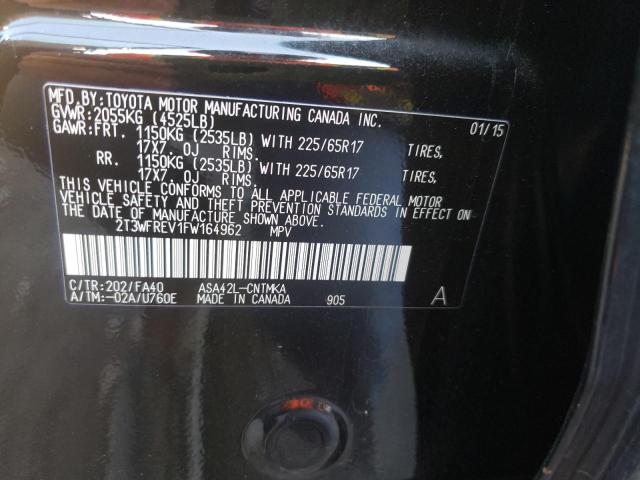 MFD.BY:TOYOTA MOTOR MANUFACTURING CANADA INC.
GVWR:2055KG (4525LB) 01/15
GAWR:FRT. 1150KG (2535LB) WITH 225/65R17 TIRES,
17X7.0J RIMS.
RR. 1150KG (2535LB) WITH 225/65R17 TIRES,
17X7.0J RIMS.
THIS VEHICLE CONFORMS TO ALL APPLICABLE FEDERAL MOTOR
VEHICLE SAFETY AND THEFT PREVENTION STANDARDS IN EFFECT ON
THE DATE OF MANUFACTURE SHOWN ABOVE.
2T3WFREV1FW164962 MPV
C/TR:202/FA40 ASA42L-CNTMKA
A/TM:-02A/U760E MADE IN CANADA 905 A